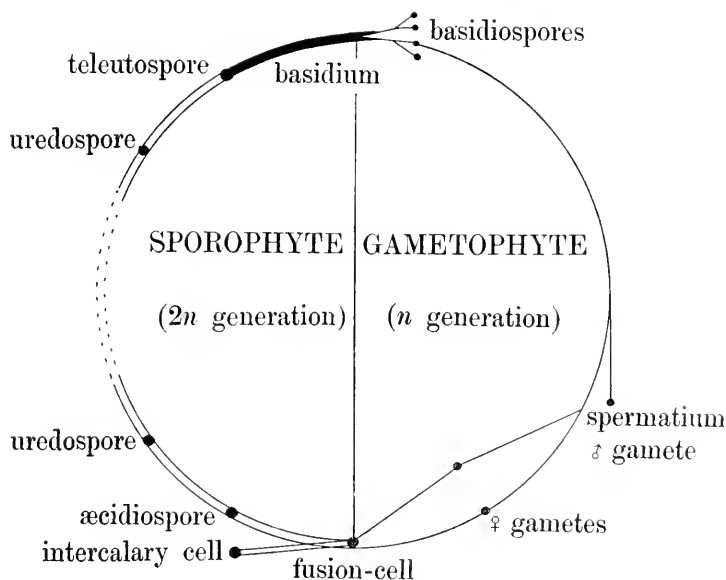 basidiospores
teleutospore
basidium
uredospore
SPOROPHYTE GAMETOPHYTE
(2n generation) (n generation)
uredospore
spermatium
♂ gamete
æcidiospore
♀ gametes
intercalary cell
fusion-cell